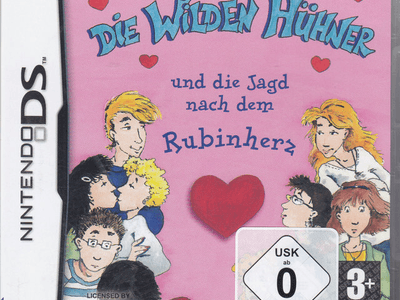 DIE WILDEN HÜHNER
und die Jagd
nach dem
Rubinherz
NINTENDO DS
LICENSED BY
USK
ab
0
3+